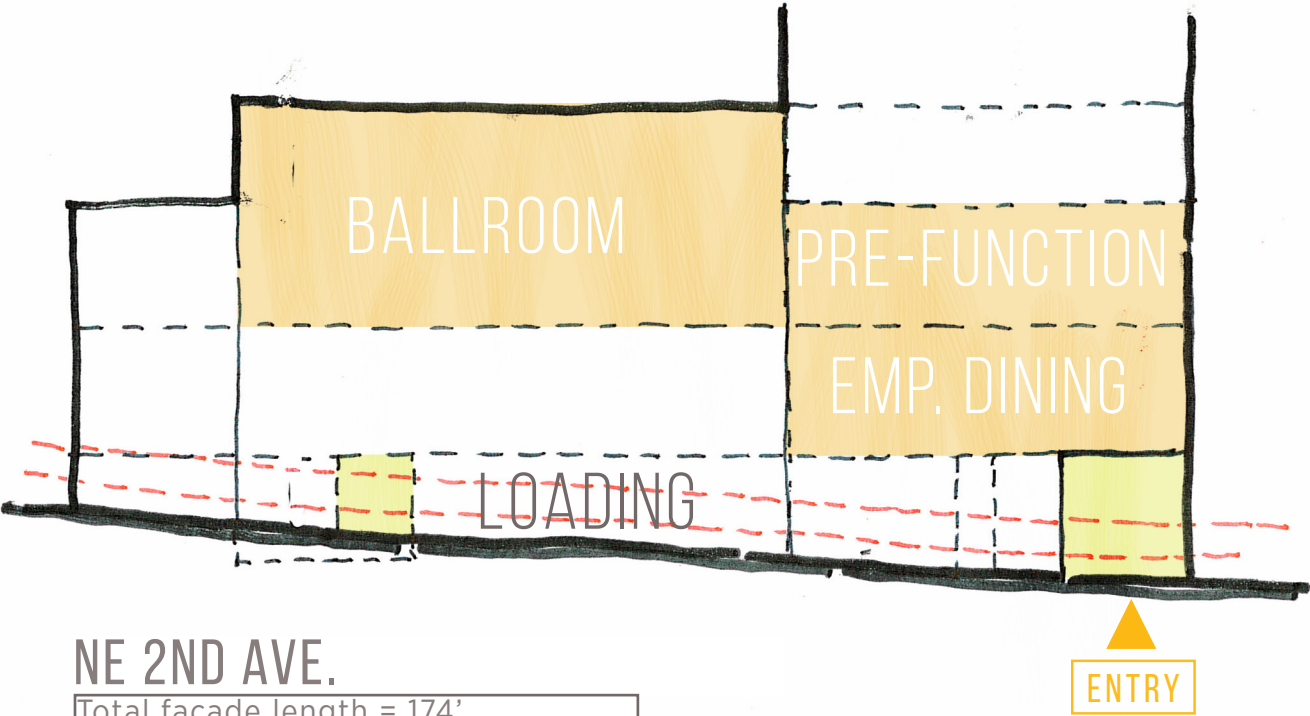 BALLROOM
PRE-FUNCTION
EMP. DINING
LOADING
NE 2ND AVE.
ENTRY
Total facade length = 174'